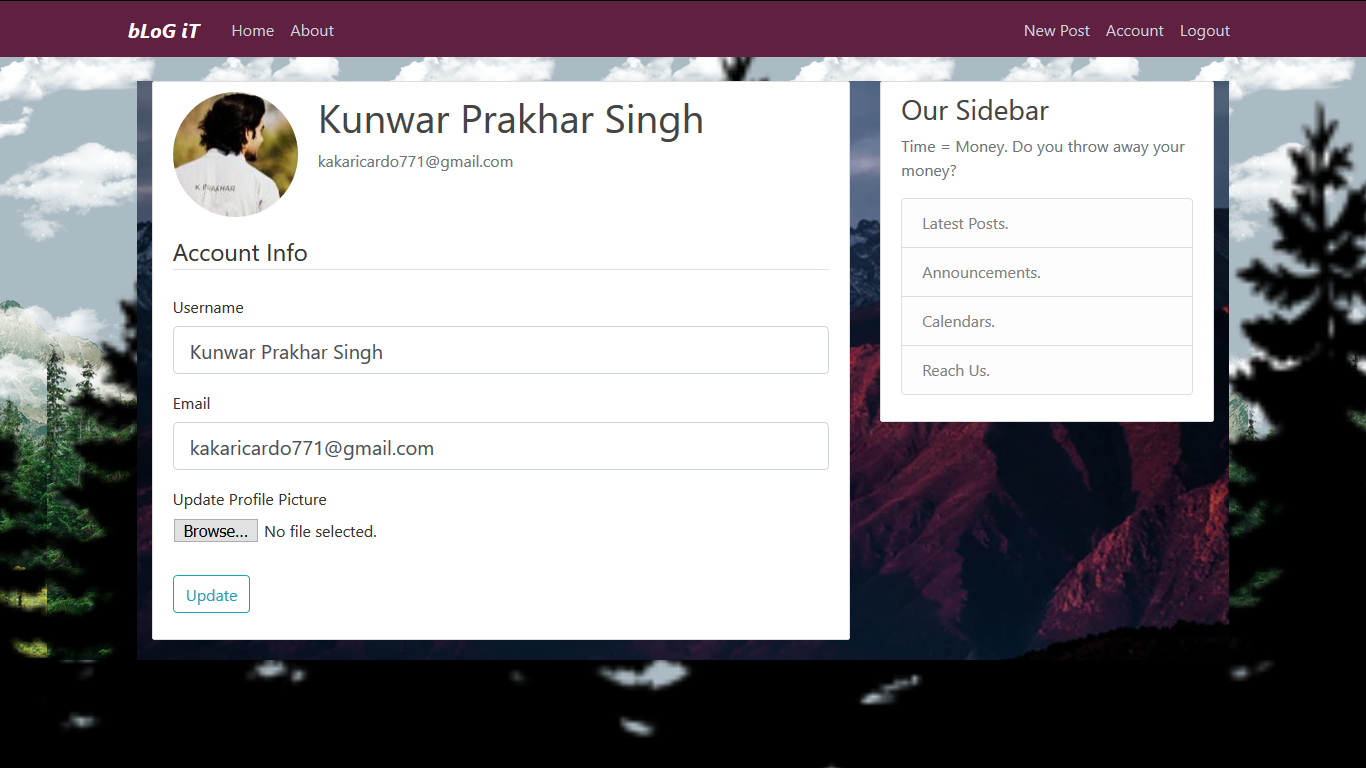 bLoG iT Home About New Post Account Logout
Kunwar Prakhar Singh
kakaricardo771@gmail.com
K. PRAKHAR
Account Info
Username
Kunwar Prakhar Singh
Email
kakaricardo771@gmail.com
Update Profile Picture
Browse... No file selected.
Update
Our Sidebar
Time = Money. Do you throw away your
money?
Latest Posts.
Announcements.
Calendars.
Reach Us.